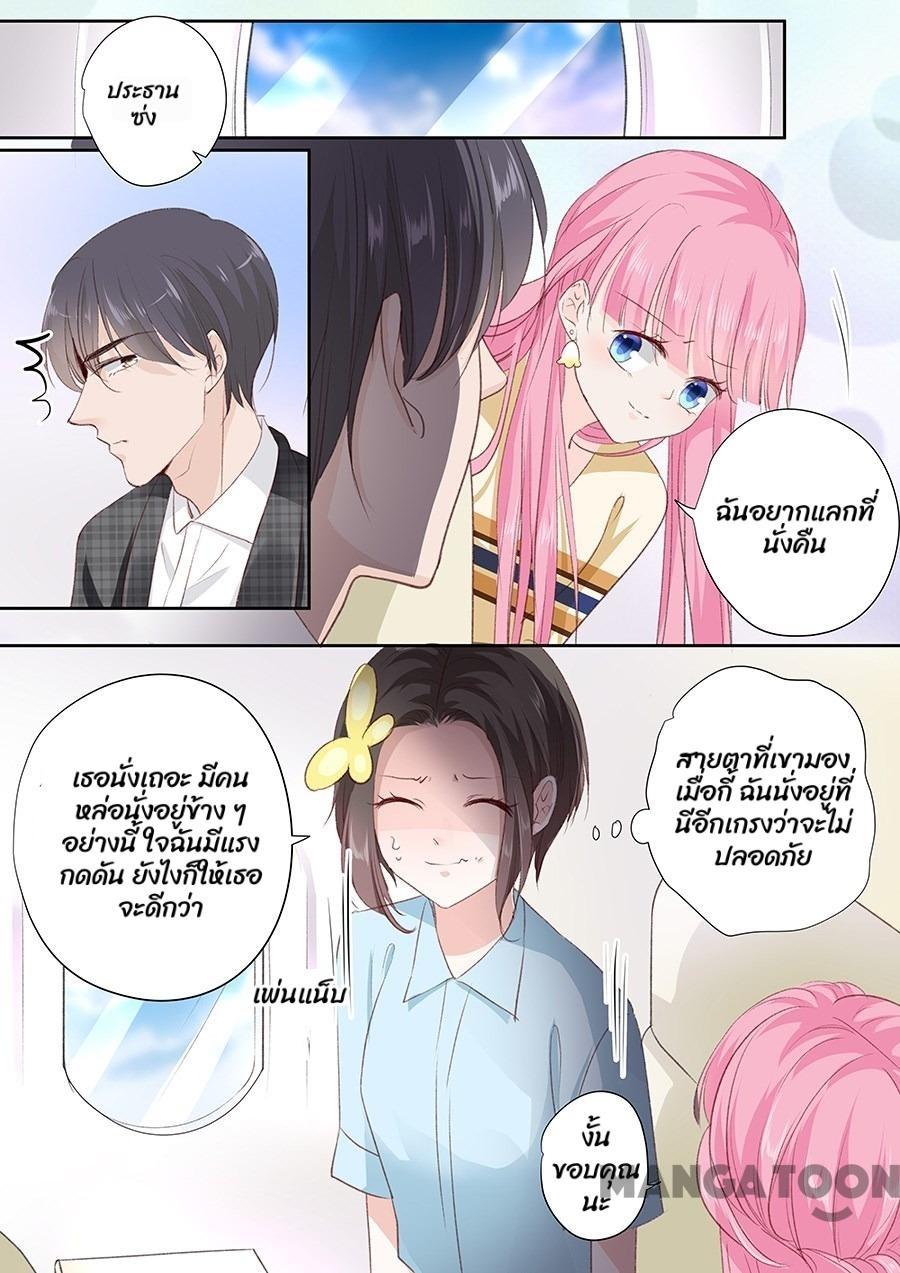 ประธาน
ซ่ง
ฉันอยากแลกที่
นั่งคืน
เธอนั่งเถอะ มีคน
หล่อนั่งอยู่ข้าง ๆ
อย่างนี้ ใจฉันมีแรง
กดดัน ยังไงก็ให้เธอ
จะดีกว่า
สายตาที่เขามอง
เมื่อกี้ ฉันนั่งอยู่ที่
นีอีกเกรงว่าจะไม่
ปลอดภัย
เพ่นแน็บ
งั้น
ขอบคุณ
นะ
MANGATOON